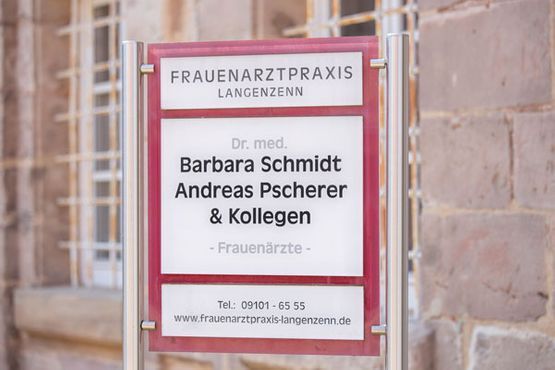 FRAUENARZTPRAXIS
LANGENZENN
Dr. med.
Barbara Schmidt
Andreas Pscherer
& Kollegen
- Frauenärzte -
Tel.: 09101 - 65 55
www.frauenarztpraxis-langenzenn.de